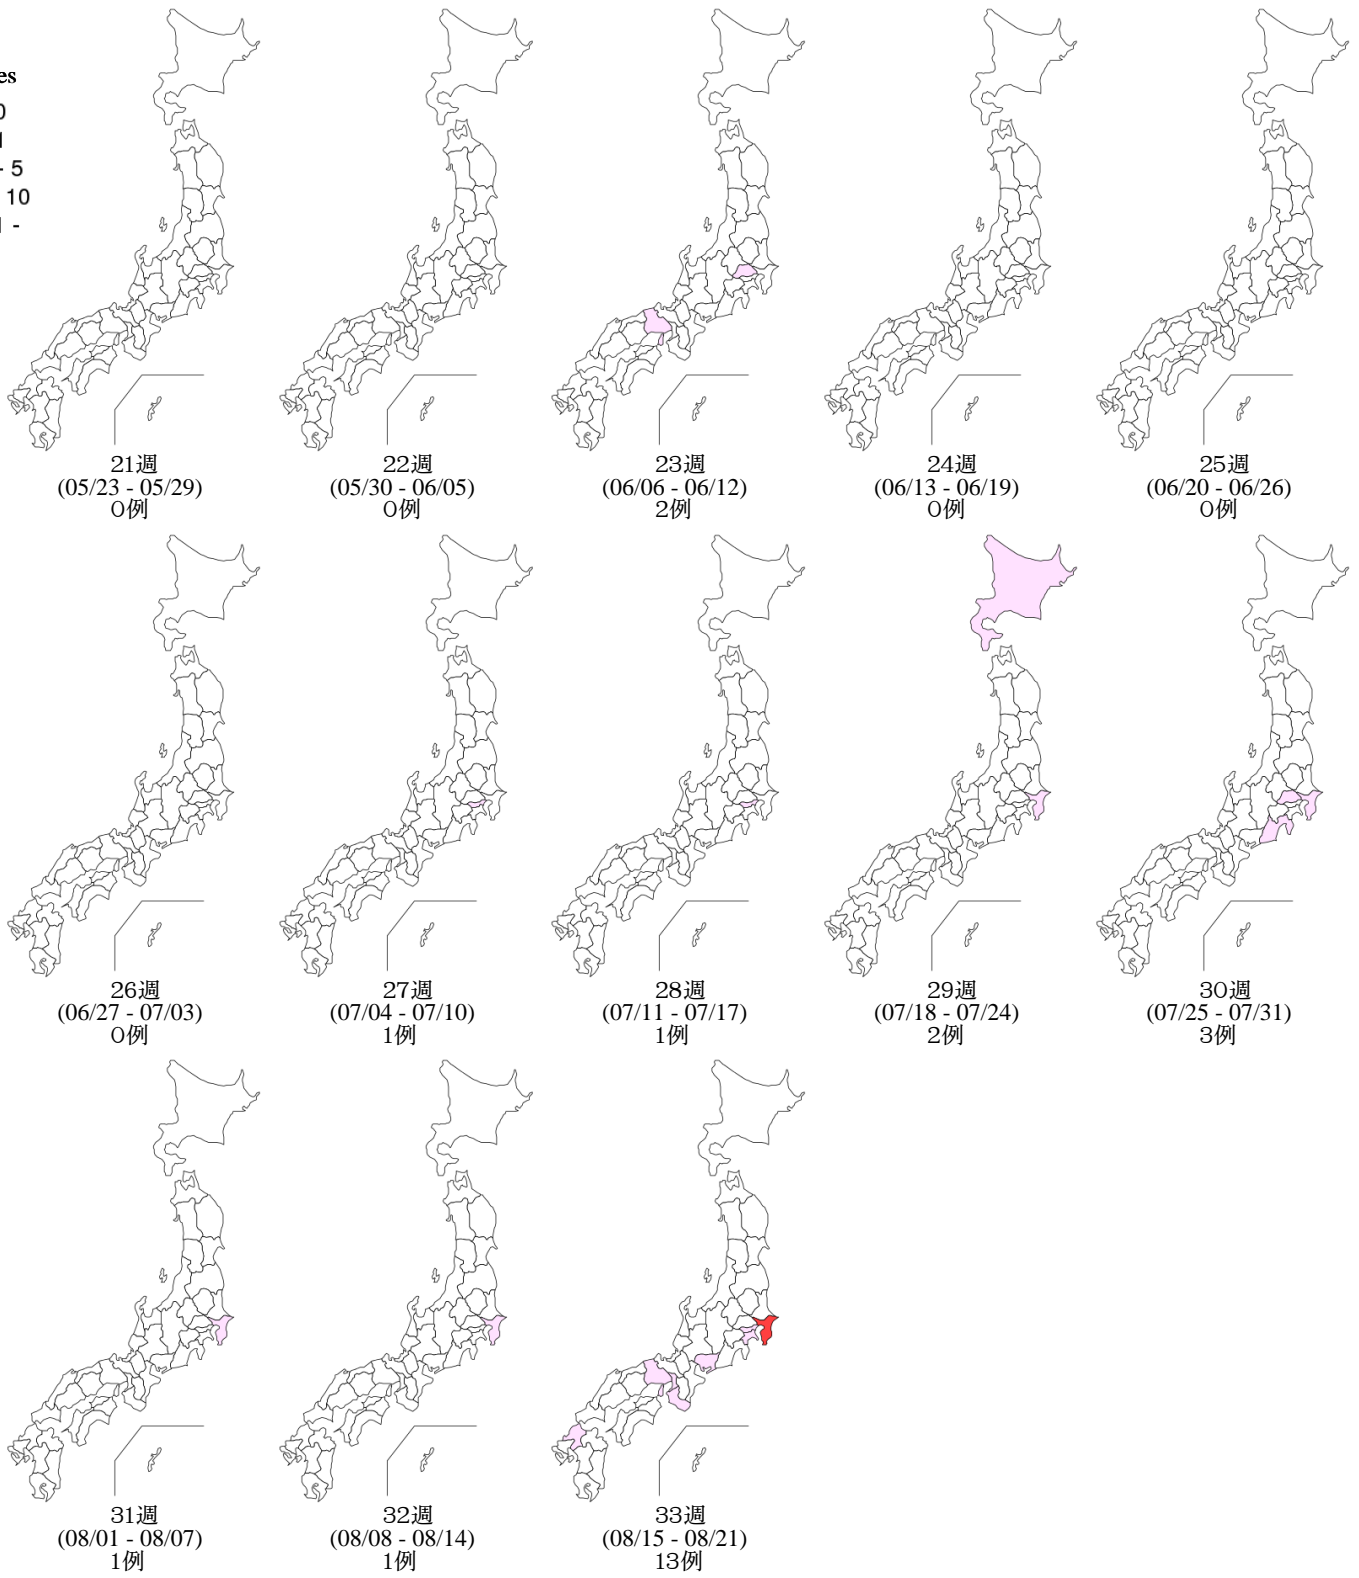 es
- 5
10
21週
(05/23 - 05/29)
0例
22週
(05/30 - 06/05)
0例
23週
(06/06 - 06/12)
2例
24週
(06/13 - 06/19)
0例
25週
(06/20 - 06/26)
0例
26週
(06/27 - 07/03)
0例
27週
(07/04 - 07/10)
1例
28週
(07/11 - 07/17)
1例
29週
(07/18 - 07/24)
2例
30週
(07/25 - 07/31)
3例
31週
(08/01 - 08/07)
1例
32週
(08/08 - 08/14)
1例
33週
(08/15 - 08/21)
13例